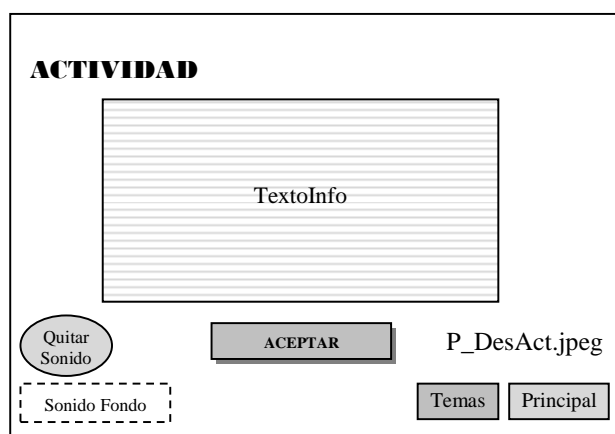 ACTIVIDAD
TextoInfo
Quitar
Sonido
ACEPTAR
P_DesAct.jpeg
Sonido Fondo
Temas
Principal